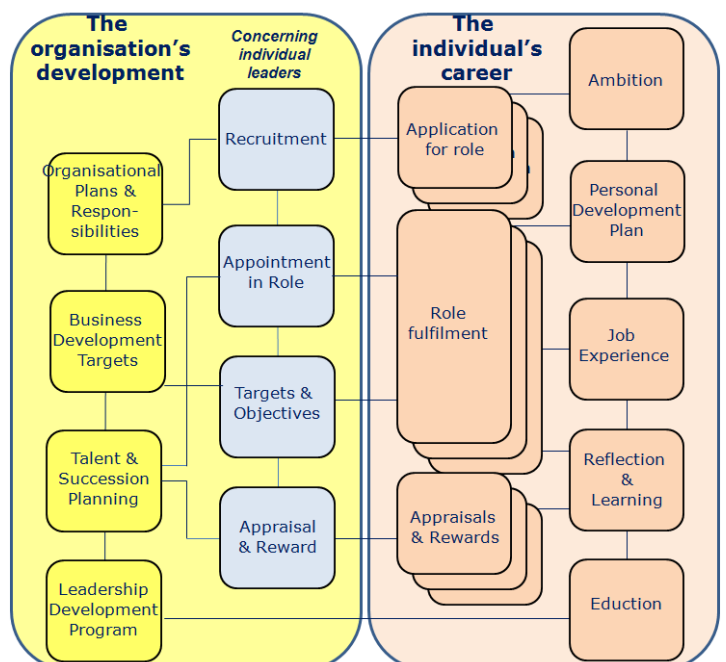 The
organisation's
development
Concerning
individual
leaders
Recruitment
Organisational
Plans &
Respon-
sibilities
Appointment
in Role
Business
Development
Targets
Targets &
Objectives
Talent &
Succession
Planning
Appraisal
& Reward
Leadership
Development
Program
The
individual's
career
Ambition
Application
for role
Personal
Development
Plan
Role
fulfilment
Job
Experience
Reflection
&
Learning
Appraisals
& Rewards
Eduction